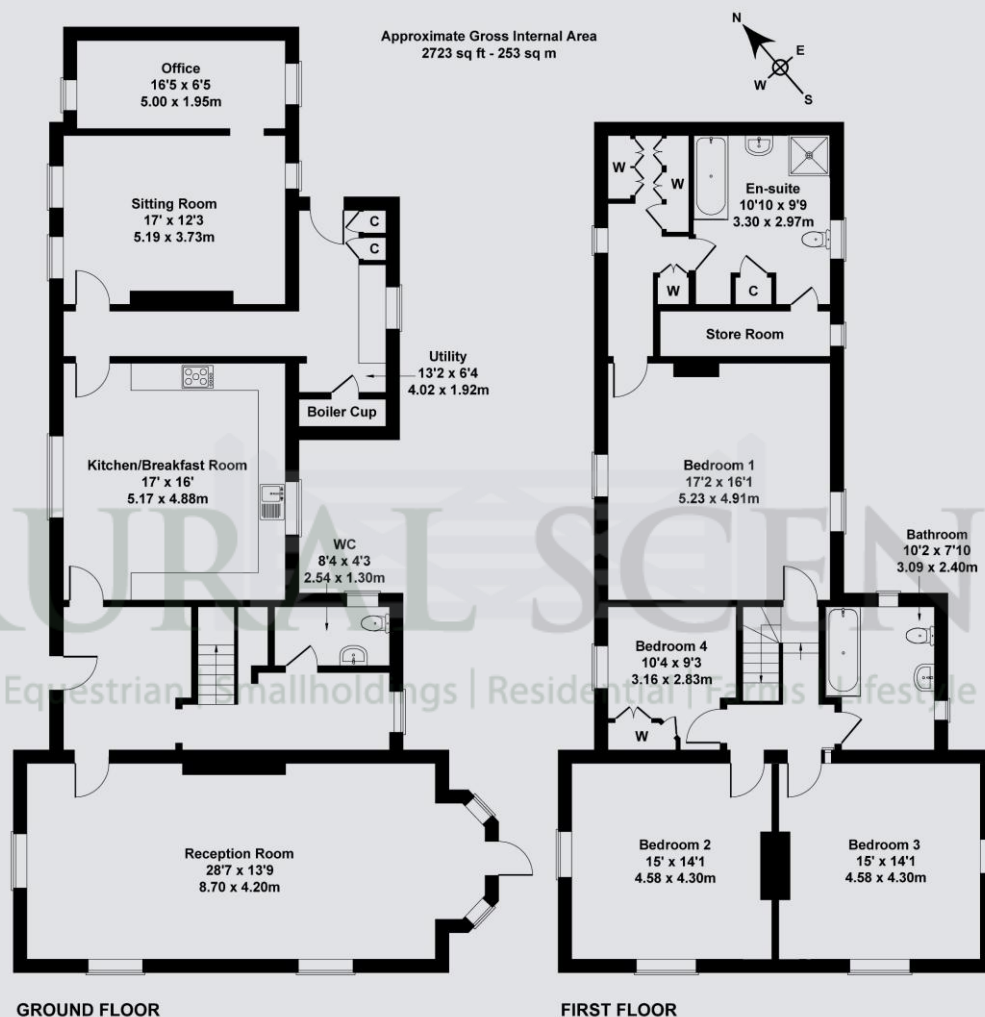 Approximate Gross Internal Area
2723 sq ft - 253 sq m
N
E
W
S
Office
16'5 x 6'5
5.00 x 1.95m
Sitting Room
17' x 12'3
5.19 x 3.73m
C
C
Utility
13'2 x 6'4
4.02 x 1.92m
Boiler Cup
Kitchen/Breakfast Room
17' x 16'
5.17 x 4.88m
WC
8'4 x 4'3
2.54 x 1.30m
Reception Room
28'7 x 13'9
8.70 x 4.20m
GROUND FLOOR
W
W
En-suite
10'10 x 9'9
3.30 x 2.97m
W
C
Store Room
Bedroom 1
17'2 x 16'1
5.23 x 4.91m
Bathroom
10'2 x 7'10
3.09 x 2.40m
Bedroom 4
10'4 x 9'3
3.16 x 2.83m
W
Bedroom 2
15' x 14'1
4.58 x 4.30m
Bedroom 3
15' x 14'1
4.58 x 4.30m
FIRST FLOOR
RURAL SCEN
Equestrian | Smallholdings | Residential | Farms | Lifestyle